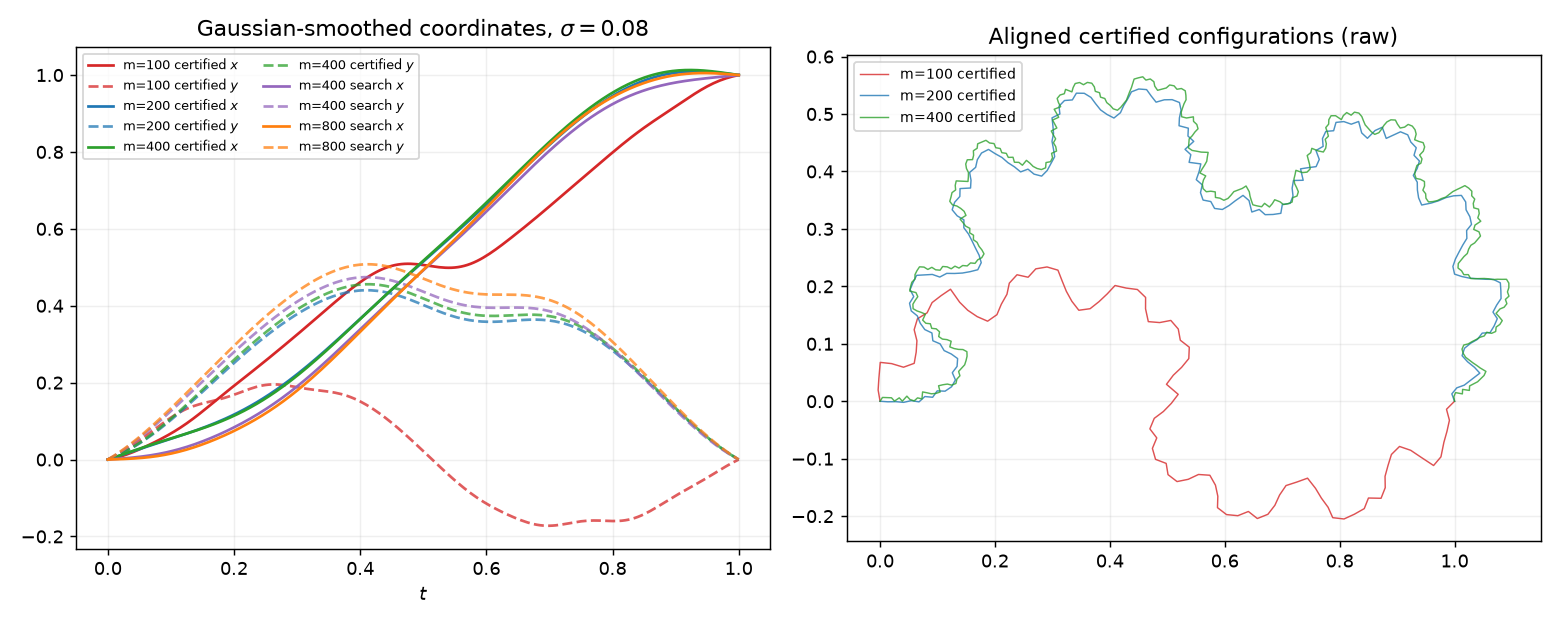 Gaussian-smoothed coordinates, σ = 0.08
m=100 certified x
m=100 certified y
m=200 certified x
m=200 certified y
m=400 certified x
m=400 certified y
m=400 search x
m=400 search y
m=800 search x
m=800 search y
1.0
0.8
0.6
0.4
0.2
0.0
−0.2
0.0 0.2 0.4 0.6 0.8 1.0
t
Aligned certified configurations (raw)
m=100 certified
m=200 certified
m=400 certified
0.6
0.5
0.4
0.3
0.2
0.1
0.0
−0.1
−0.2
0.0 0.2 0.4 0.6 0.8 1.0